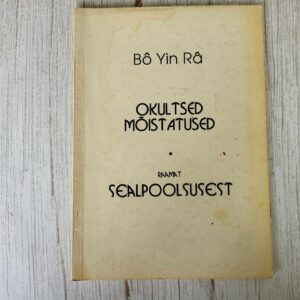 Bô Yin Râ
OKULTSED
MÕISTATUSED
•
RAAMAT
SEALPOOLSUSEST